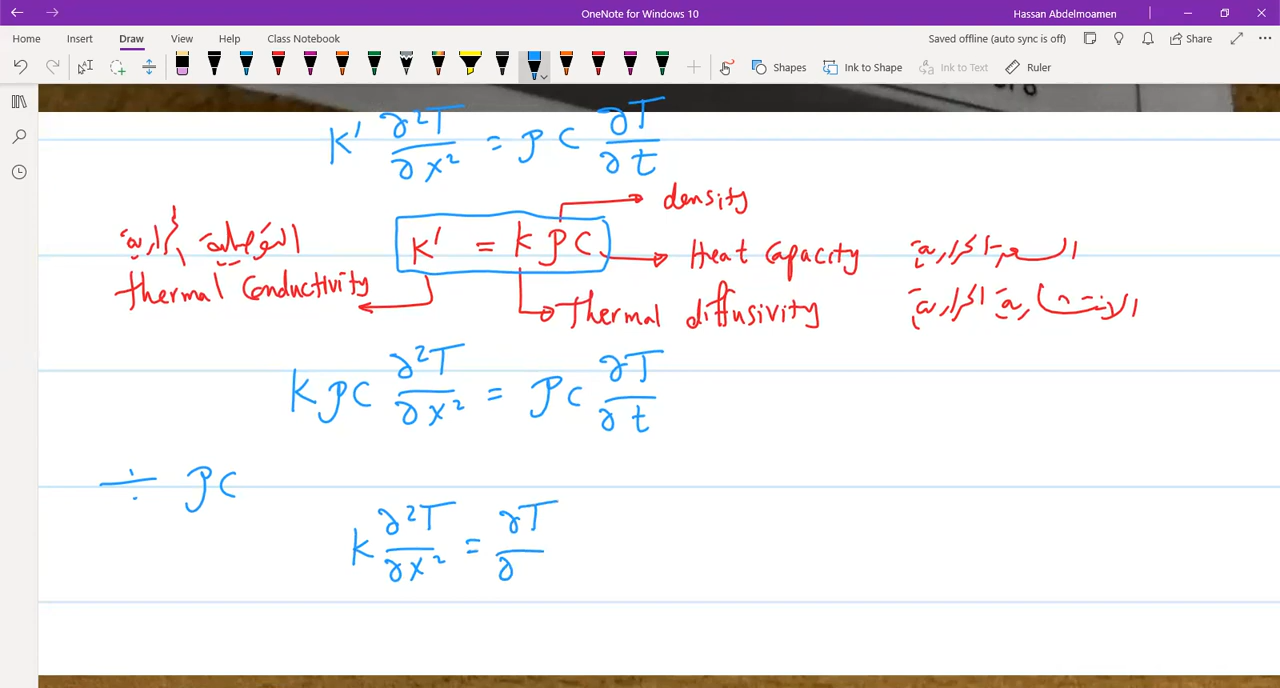 OneNote for Windows 10
Hassan Abdelmoamen
Home Insert Draw View Help Class Notebook
Saved offline (auto sync is off)
Share
Shapes Ink to Shape Ink to Text Ruler
K' ∂²T/∂x² = ρC ∂T/∂t
density
التوصيلية الحرارية
K' = kρC
Heat Capacity السعة الحرارية
thermal Conductivity
thermal diffusivity الانتشارية الحرارية
KρC ∂²T/∂x² = ρC ∂T/∂t
÷ ρC
K ∂²T/∂x² = ∂T/∂